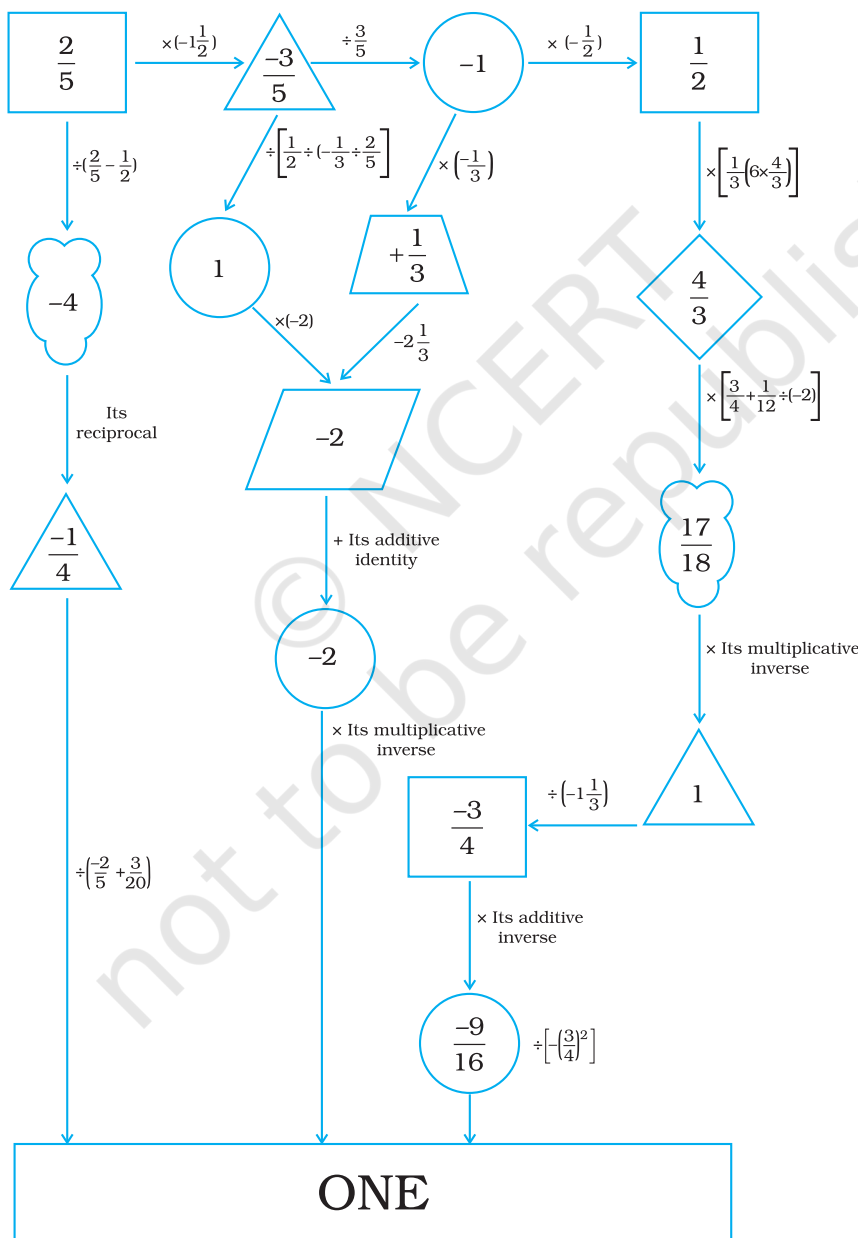 2/5 ×(–1 1/2) –3/5 ÷ 3/5 –1 × (– 1/2) 1/2
÷(2/5 – 1/2) ÷[1/2 ÷ (– 1/3 ÷ 2/5] × (–1/3) ×[1/3(6× 4/3)]
–4 1 + 1/3 4/3
×(–2) –2 1/3
Its
reciprocal
×[3/4 + 1/12 ÷(–2)]
–2
–1/4
+ Its additive
identity
17/18
–2
× Its multiplicative
inverse
× Its multiplicative
inverse
–3/4 ÷(–1 1/3) 1
÷(–2/5 + 3/20)
× Its additive
inverse
–9/16 ÷[–(3/4)²]
ONE
© NCERT
not to be republis